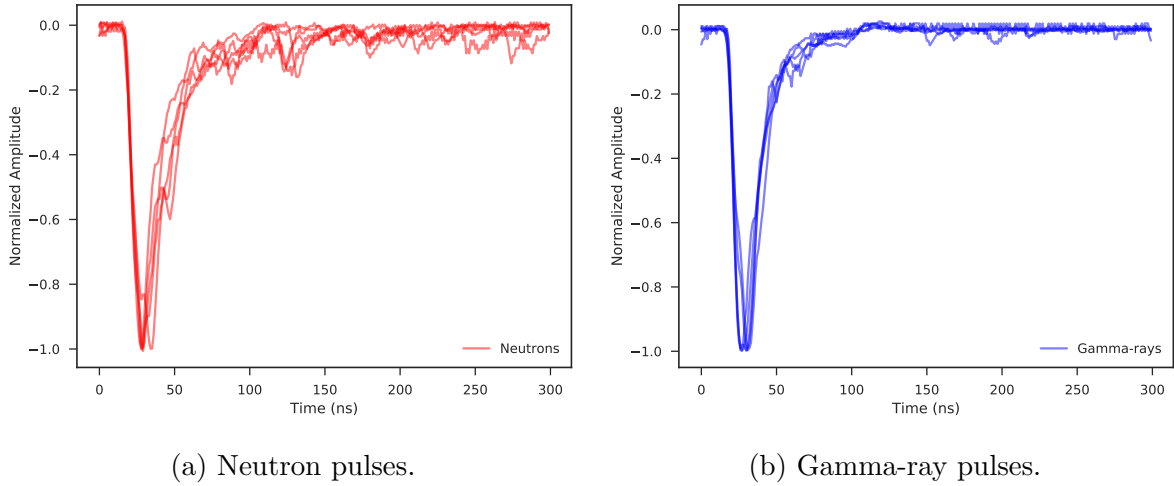 0.0
−0.2
−0.4
−0.6
−0.8
−1.0
Normalized Amplitude
Neutrons
0 50 100 150 200 250 300
Time (ns)
(a) Neutron pulses.
0.0
−0.2
−0.4
−0.6
−0.8
−1.0
Normalized Amplitude
Gamma-rays
0 50 100 150 200 250 300
Time (ns)
(b) Gamma-ray pulses.